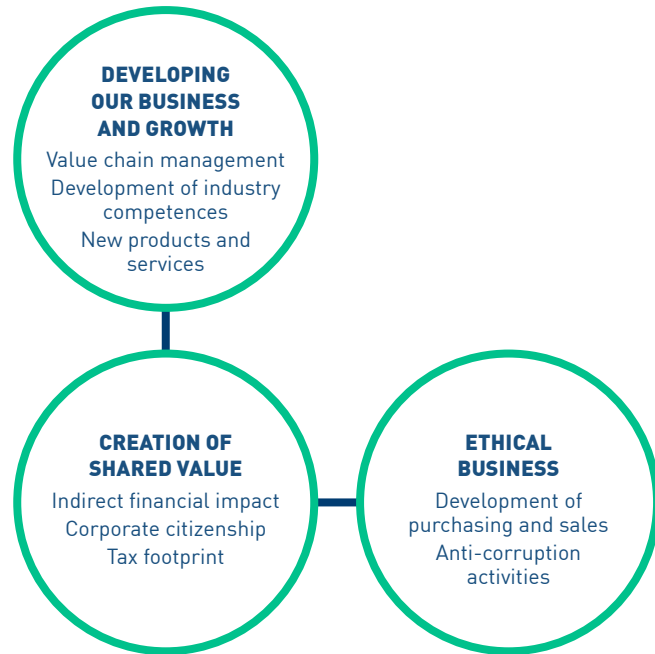 DEVELOPING
OUR BUSINESS
AND GROWTH
Value chain management
Development of industry
competences
New products and
services
CREATION OF
SHARED VALUE
Indirect financial impact
Corporate citizenship
Tax footprint
ETHICAL
BUSINESS
Development of
purchasing and sales
Anti-corruption
activities